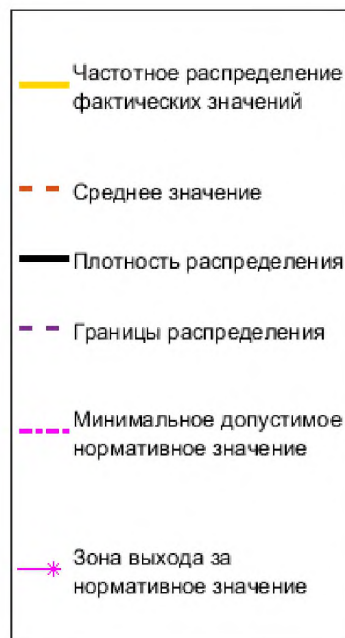 Частотное распределение
фактических значений
Среднее значение
Плотность распределения
Границы распределения
Минимальное допустимое
нормативное значение
Зона выхода за
нормативное значение